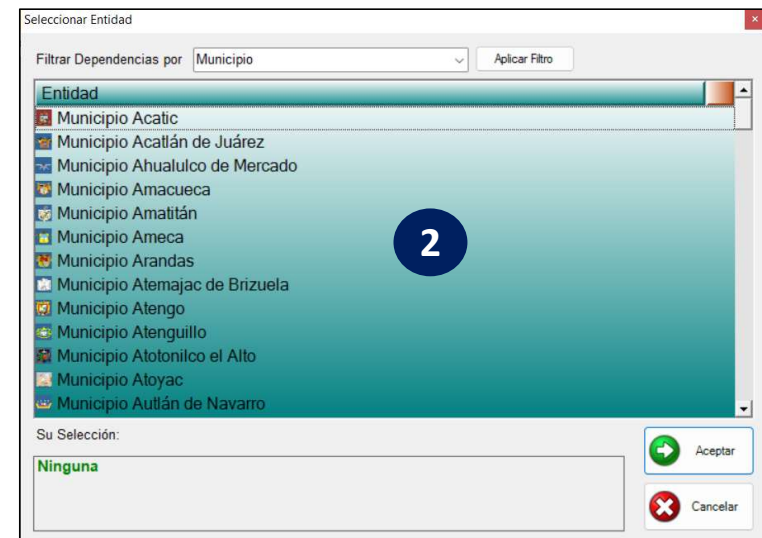 Seleccionar Entidad
Filtrar Dependencias por Municipio Aplicar Filtro
Entidad
Municipio Acatic
Municipio Acatlán de Juárez
Municipio Ahualulco de Mercado
Municipio Amacueca
Municipio Amatitán
Municipio Ameca
Municipio Arandas
Municipio Atemajac de Brizuela
Municipio Atengo
Municipio Atenguillo
Municipio Atotonilco el Alto
Municipio Atoyac
Municipio Autlán de Navarro
2
Su Selección:
Ninguna
Aceptar
Cancelar